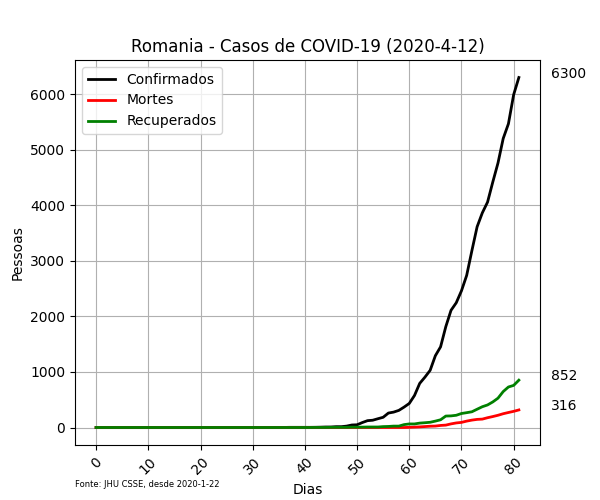 Romania - Casos de COVID-19 (2020-4-12)
Confirmados
Mortes
Recuperados
6300
852
316
Pessoas
6000
5000
4000
3000
2000
1000
0
0 10 20 30 40 50 60 70 80
Fonte: JHU CSSE, desde 2020-1-22
Dias